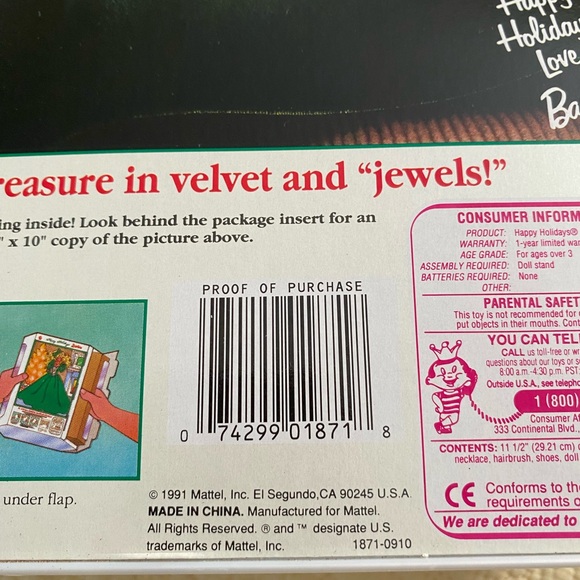 Happy
Holiday
Love
Ba
reasure in velvet and “jewels!”
ing inside! Look behind the package insert for an
" x 10" copy of the picture above.
under flap.
PROOF OF PURCHASE
0 74299 01871 8
© 1991 Mattel, Inc. El Segundo,CA 90245 U.S.A
MADE IN CHINA. Manufactured for Mattel.
All Rights Reserved. ® and ™ designate U.S.
trademarks of Mattel, Inc. 1871-0910
CONSUMER INFORM
PRODUCT: Happy Holidays®
WARRANTY: 1-year limited war
AGE GRADE: For ages over 3
ASSEMBLY REQUIRED: Doll stand
BATTERIES REQUIRED: None
OTHER:
PARENTAL SAFET
This toy is not recommended for
put objects in their mouths. Cont
YOU CAN TEL
CALL us toll-free or wr
questions about our toys or s
8:00 a.m.-4:30 p.m. PST
Outside U.S.A., see teleph
1 (800)
Consumer Af
333 Continental Blvd.,
CONTENTS: 11 1/2" (29.21 cm)
necklace, hairbrush, shoes, doll
CE Conforms to the
requirements o
We are dedicated to